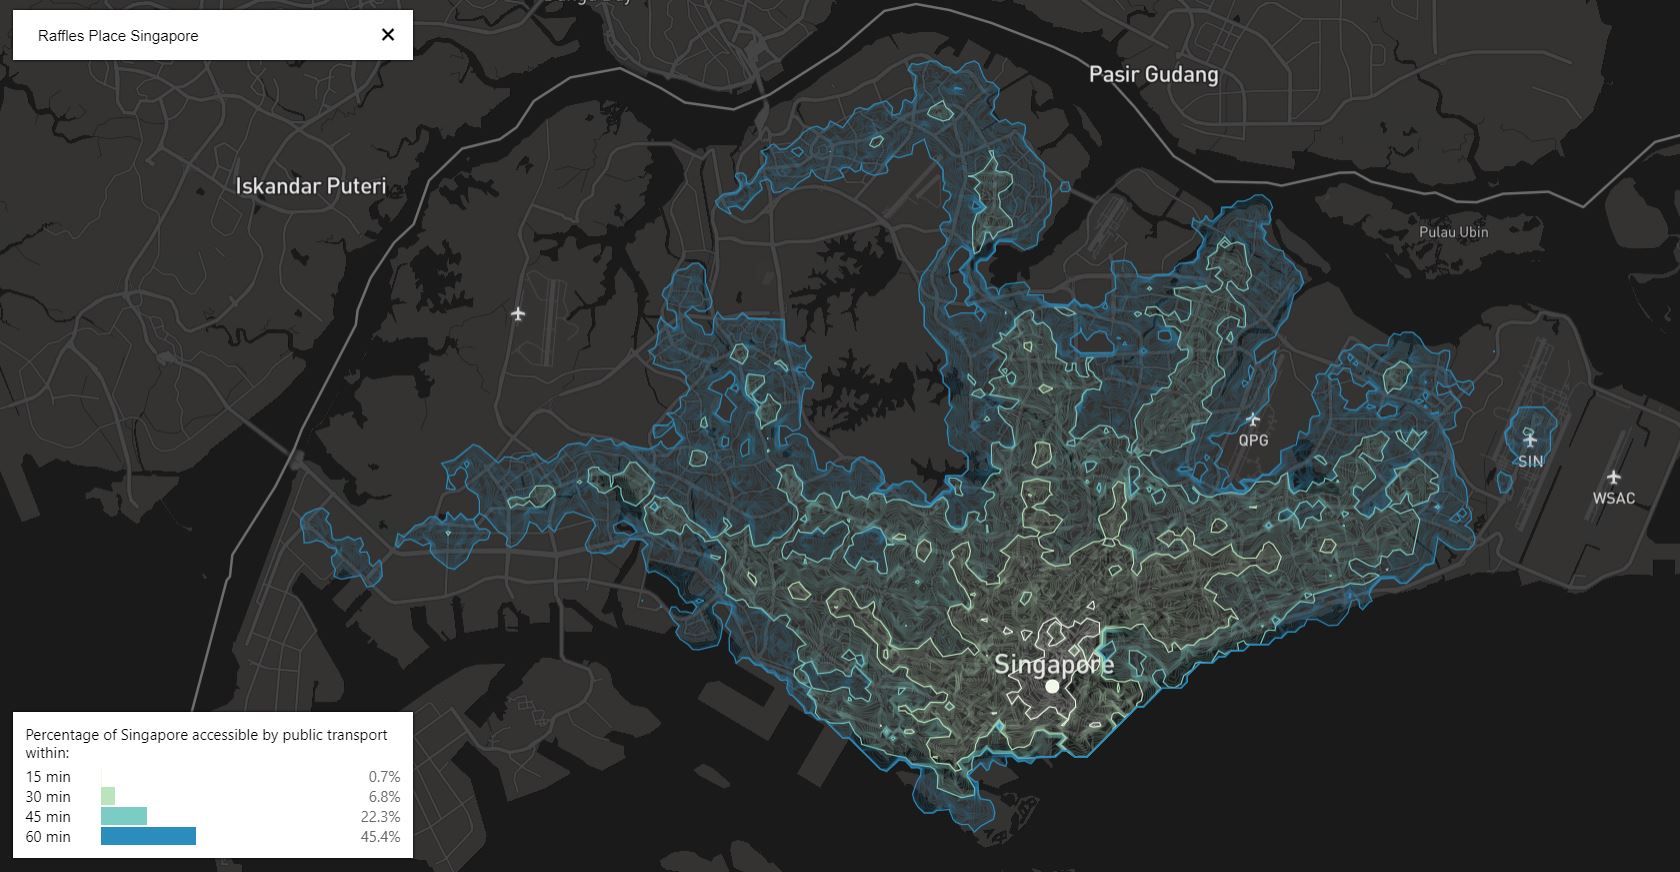 Raffles Place Singapore
Pasir Gudang
Iskandar Puteri
Pulau Ubin
QPG
SIN
WSAC
Singapore
Percentage of Singapore accessible by public transport
within:
15 min 0.7%
30 min 6.8%
45 min 22.3%
60 min 45.4%